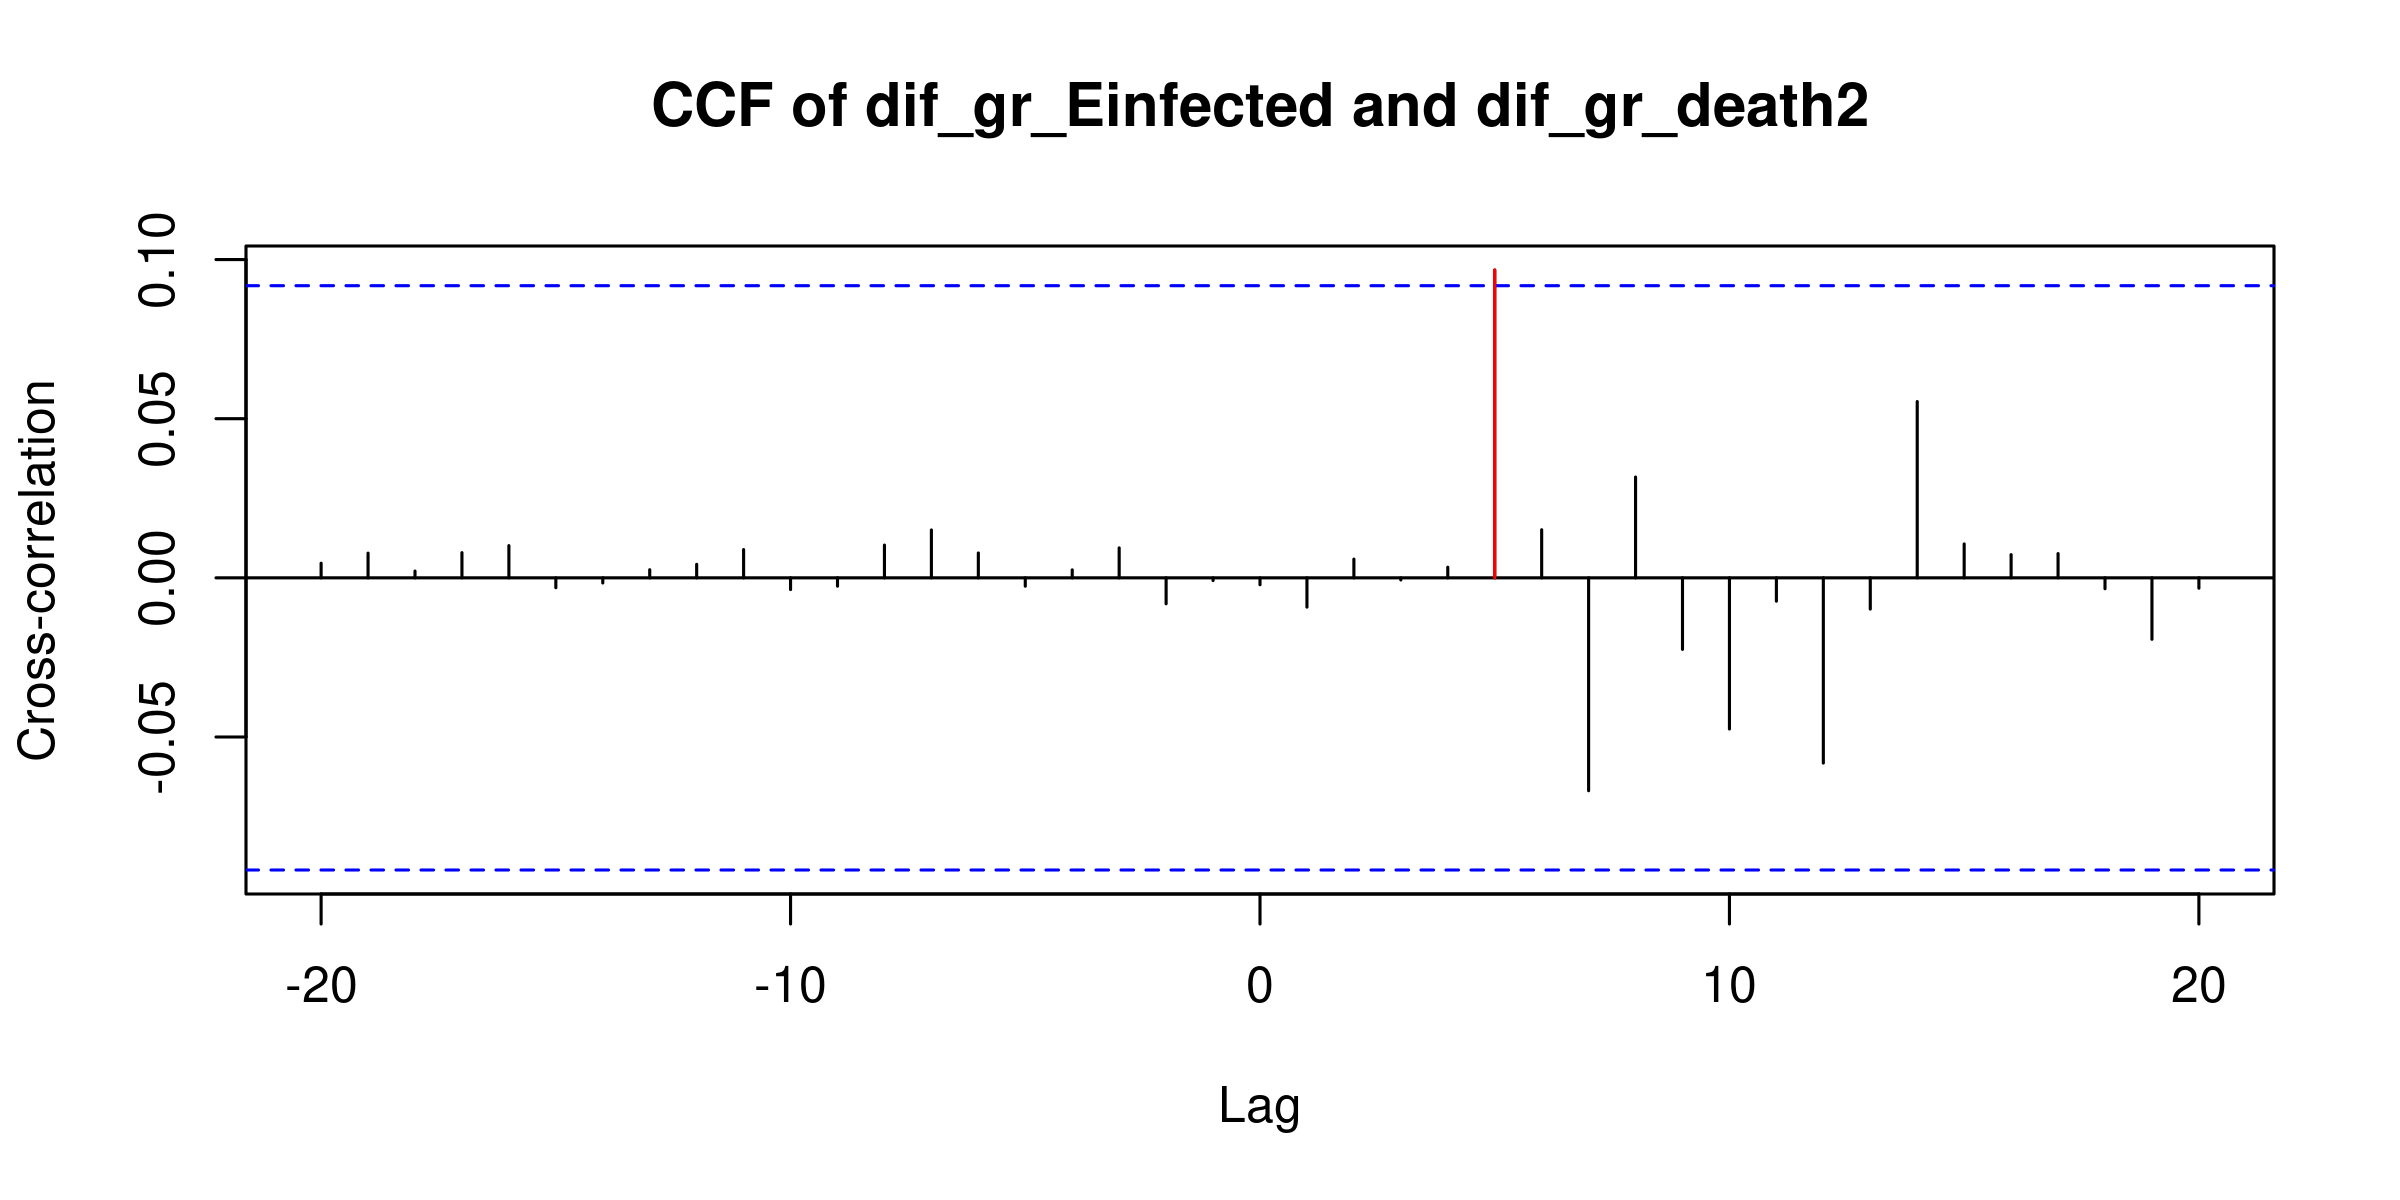 CCF of dif_gr_Einfected and dif_gr_death2
Cross-correlation
0.10
0.05
0.00
-0.05
-20 -10 0 10 20
Lag